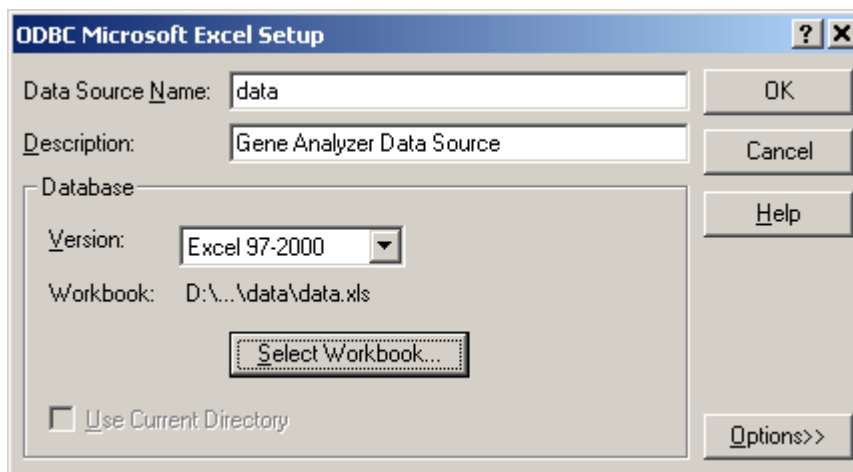 ODBC Microsoft Excel Setup
Data Source Name: data
OK
Description: Gene Analyzer Data Source
Cancel
Database
Help
Version: Excel 97-2000
Workbook: D:\...\data\data.xls
Select Workbook...
Use Current Directory
Options>>